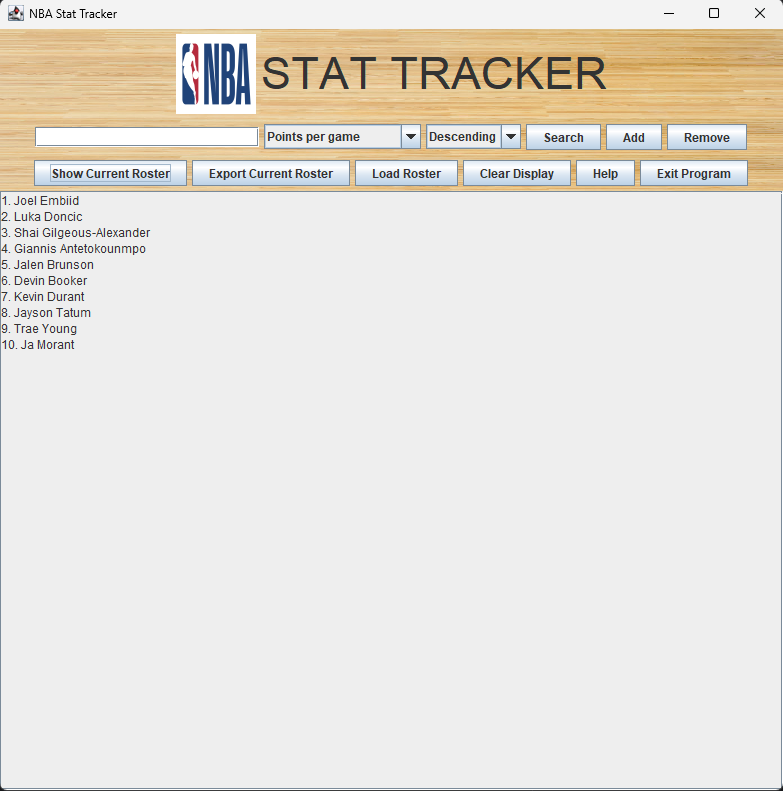 NBA Stat Tracker
NBA STAT TRACKER
Points per game Descending Search Add Remove
Show Current Roster Export Current Roster Load Roster Clear Display Help Exit Program
1. Joel Embiid
2. Luka Doncic
3. Shai Gilgeous-Alexander
4. Giannis Antetokounmpo
5. Jalen Brunson
6. Devin Booker
7. Kevin Durant
8. Jayson Tatum
9. Trae Young
10. Ja Morant